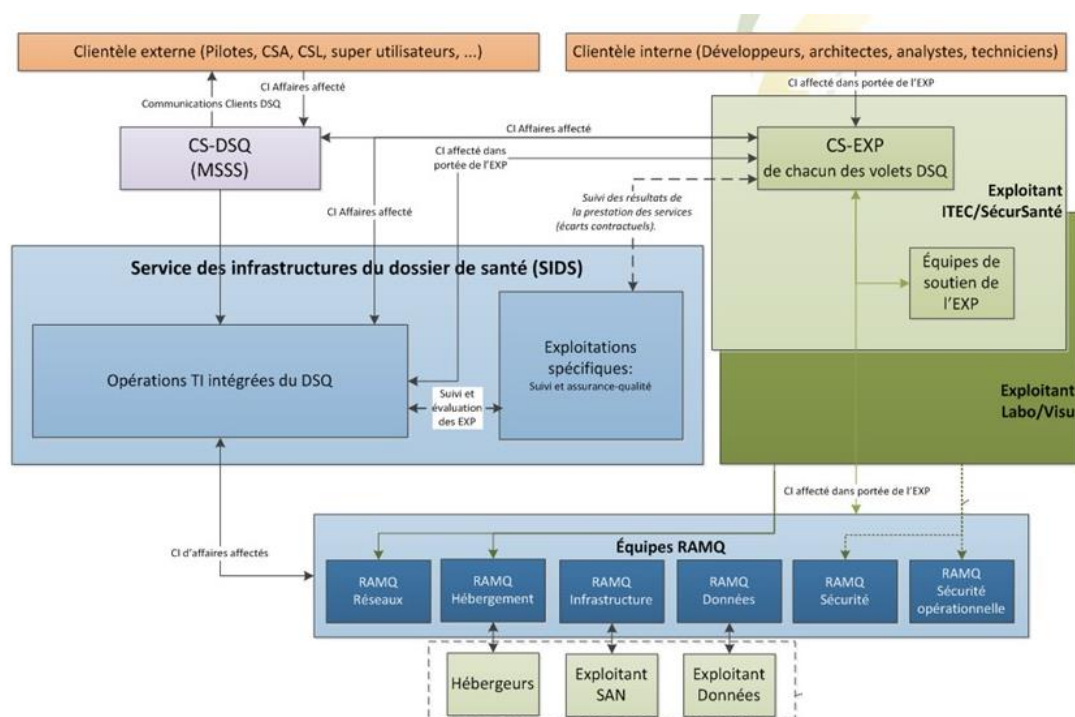 Clientèle externe (Pilotes, CSA, CSL, super utilisateurs, ...)
Clientèle interne (Développeurs, architectes, analystes, techniciens)
CI Affaires affecté
Communications Clients DSQ
CI affecté dans portée de l'EXP
CS-DSQ
(MSSS)
CI Affaires affecté
CI affecté dans
portée de l'EXP
CS-EXP
de chacun des volets DSQ
Exploitant
ITEC/SécurSanté
Suivi des résultats de
la prestation des services
(écarts contractuels).
CI Affaires affecté
Service des infrastructures du dossier de santé (SIDS)
Équipes de
soutien de
l'EXP
Opérations TI intégrées du DSQ
Exploitations
spécifiques:
Suivi et assurance-qualité
Suivi et
évaluation
des EXP
Exploitant
Labo/Visu
CI affecté dans portée de l'EXP
CI d'affaires affectés
Équipes RAMQ
RAMQ
Réseaux
RAMQ
Hébergement
RAMQ
Infrastructure
RAMQ
Données
RAMQ
Sécurité
RAMQ
Sécurité
opérationnelle
Hébergeurs
Exploitant
SAN
Exploitant
Données